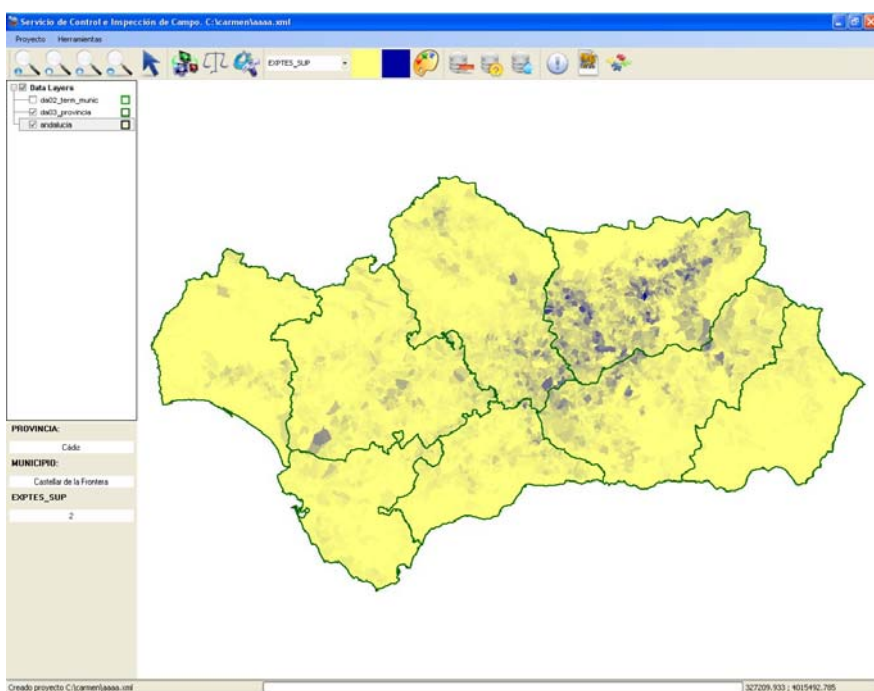 Servicio de Control e Inspección de Campo. C:\carmen\aaaa.xml
Proyecto Herramientas
EXPTES_SUP
Data Layers
da02_term_munic
da03_provincia
andalucia
PROVINCIA:
Cádiz
MUNICIPIO:
Castellar de la Frontera
EXPTES_SUP
2
Creado proyecto C:\carmen\aaaa.xml 327209.933 ; 4015492.785